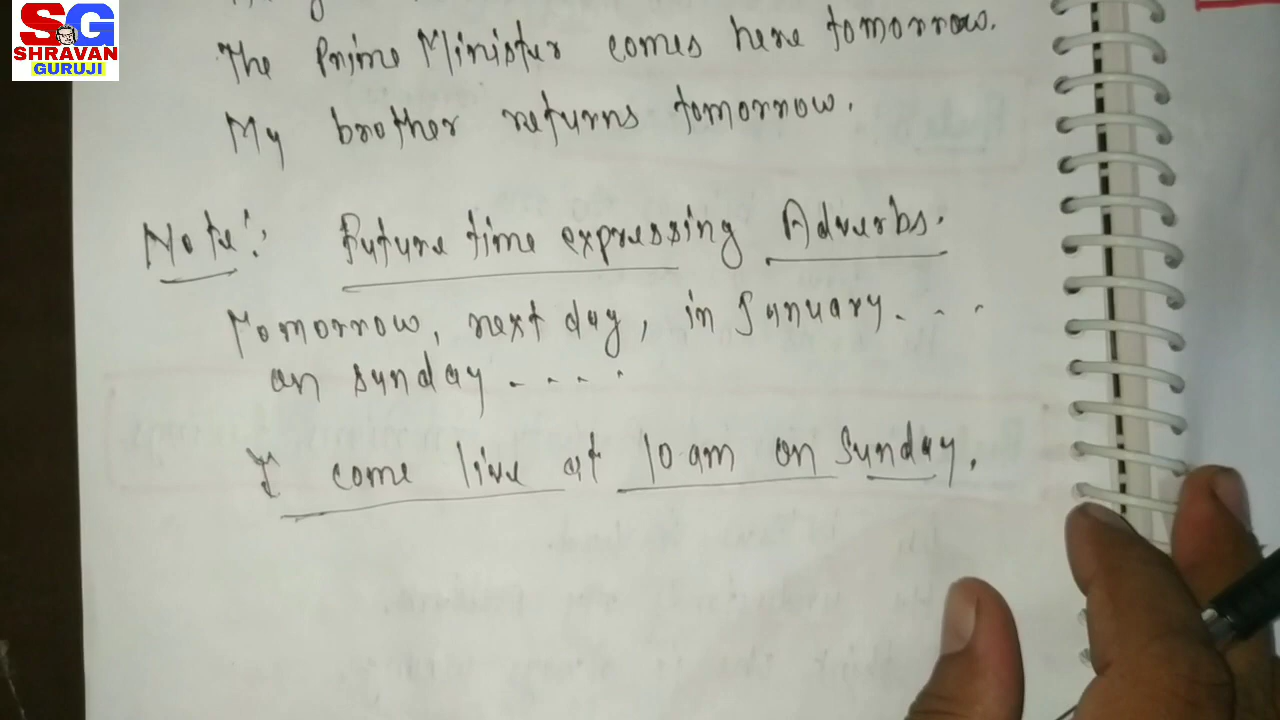 SG
SHRAVAN
GURUJI
The Prime Minister comes here tomorrow.
My brother returns tomorrow.
Note: Future time expressing Adverbs.
Tomorrow, next day, in January. . .
on sunday . . . .
I come live at 10 am on Sunday.